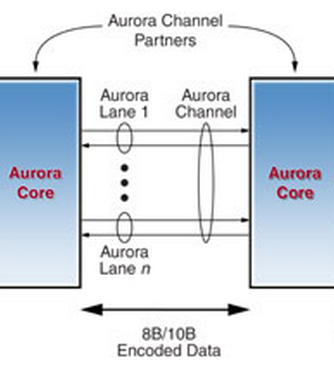 Aurora Channel
Partners
Aurora
Lane 1
Aurora
Channel
Aurora
Core
Aurora
Core
Aurora
Lane n
8B/10B
Encoded Data